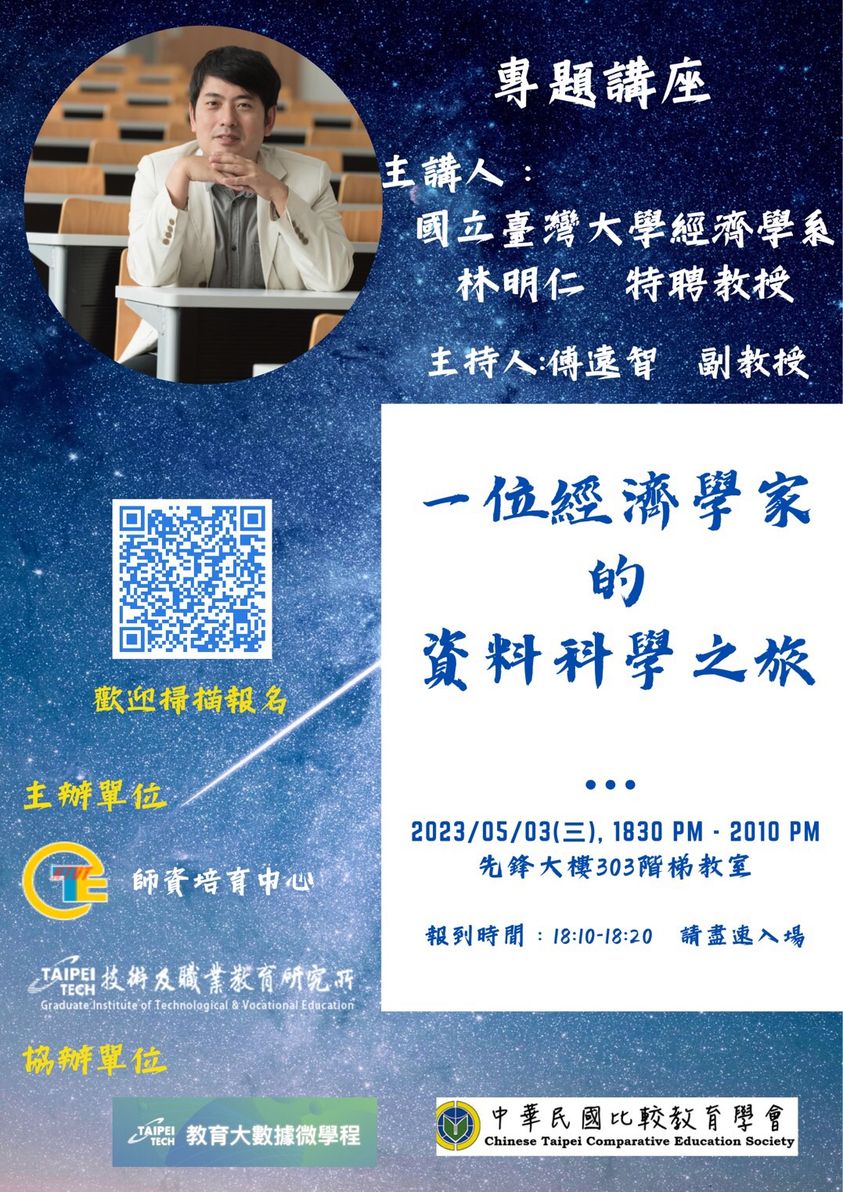 專題講座
主講人：
國立臺灣大學經濟學系
林明仁 特聘教授
主持人:傅遠智 副教授
一位經濟學家
的
資料科學之旅
...
2023/05/03(三), 1830 PM - 2010 PM
先鋒大樓303階梯教室
報到時間：18:10-18:20 請盡速入場
歡迎掃描報名
主辦單位
師資培育中心
TAIPEI TECH 技術及職業教育研究所
Graduate Institute of Technological & Vocational Education
協辦單位
TAIPEI TECH 教育大數據微學程
中華民國比較教育學會
Chinese Taipei Comparative Education Society